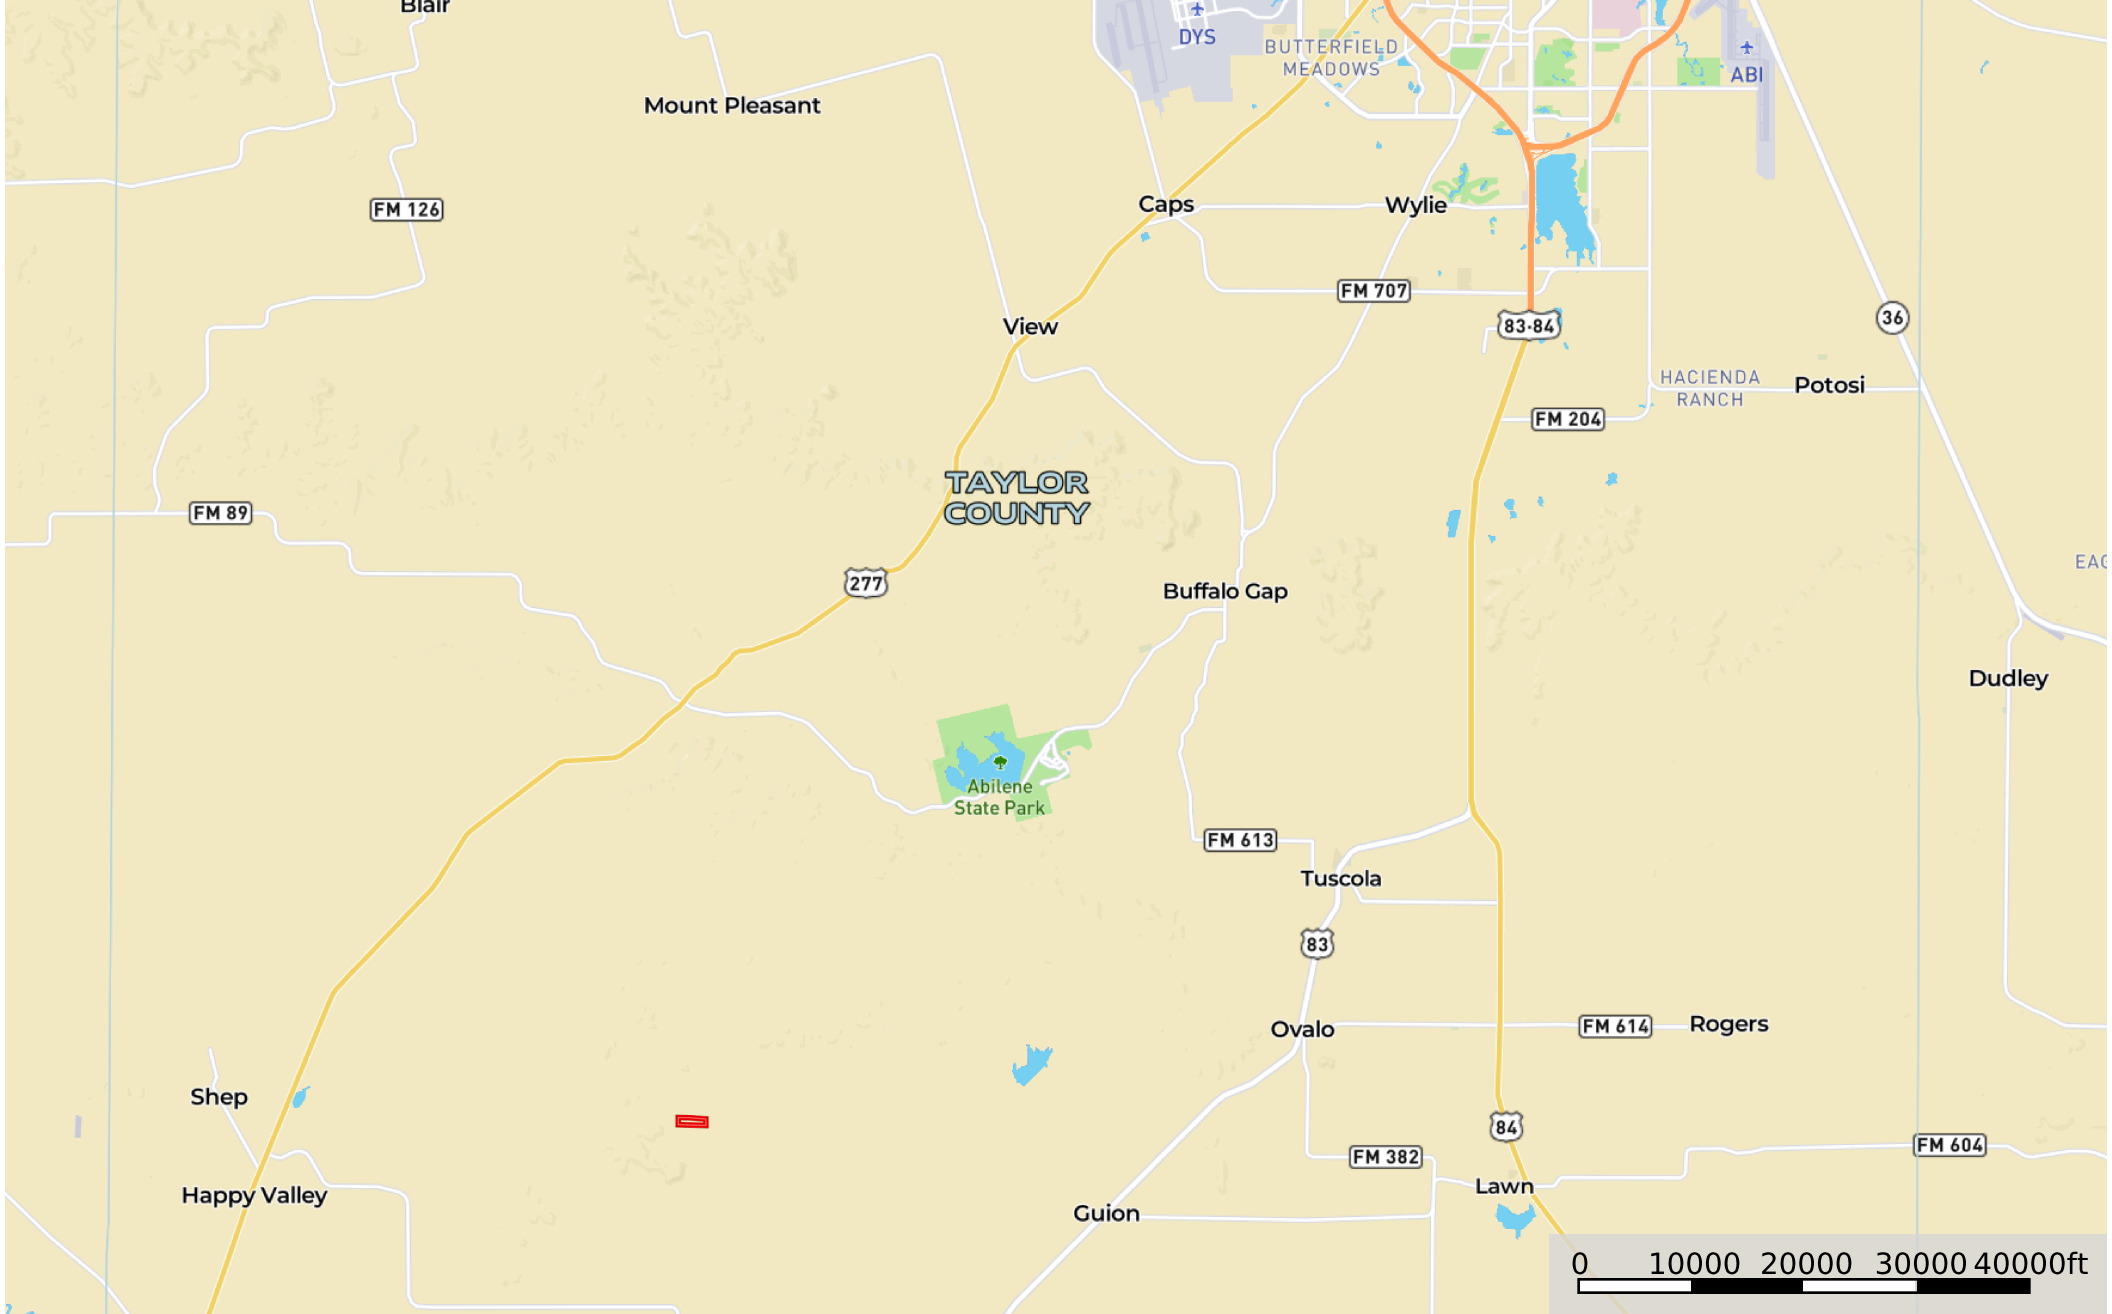 Blair
DYS
BUTTERFIELD
MEADOWS
ABI
Mount Pleasant
FM 126
Caps
Wylie
FM 707
36
View
83-84
HACIENDA
RANCH
Potosi
FM 204
TAYLOR
COUNTY
FM 89
EAG
277
Buffalo Gap
Dudley
Abilene
State Park
FM 613
Tuscola
83
Ovalo
FM 614
Rogers
Shep
84
FM 604
FM 382
Happy Valley
Lawn
Guion
0 10000 20000 30000 40000ft